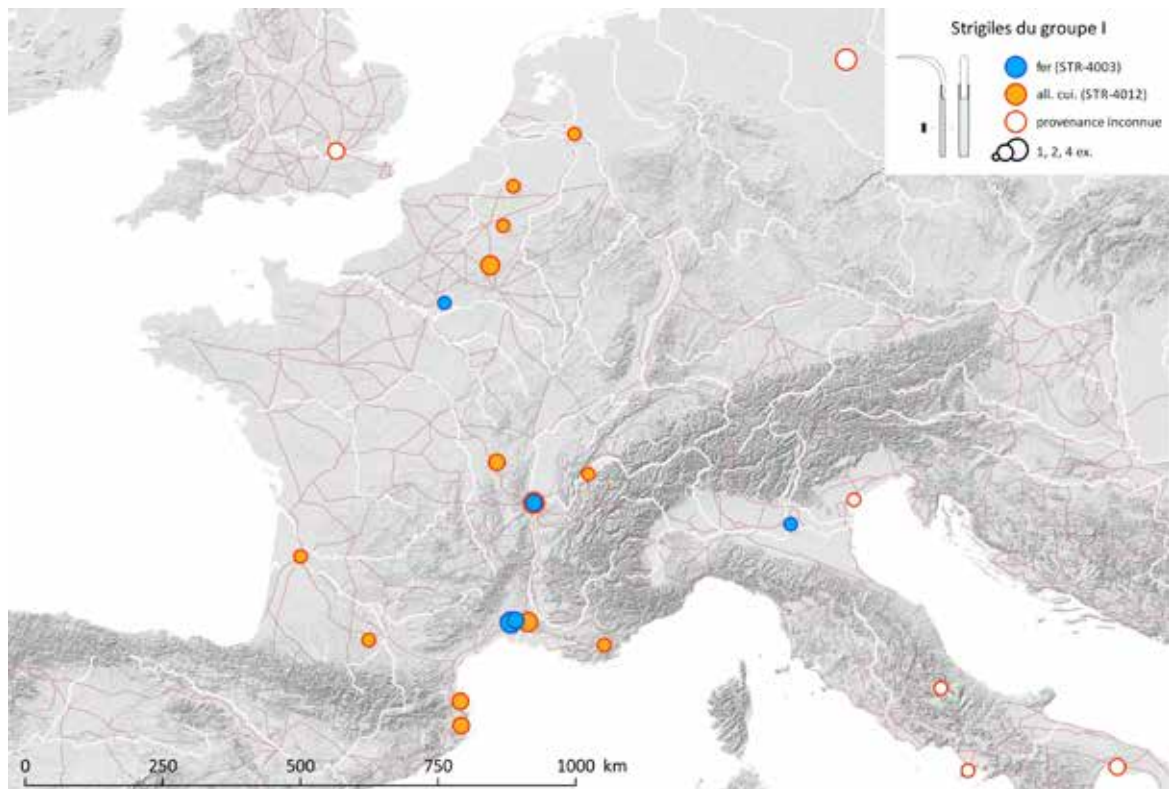 Strigiles du groupe I
fer (STR-4003)
all. cui. (STR-4012)
provenance inconnue
1, 2, 4 ex.
0 250 500 750 1000 km